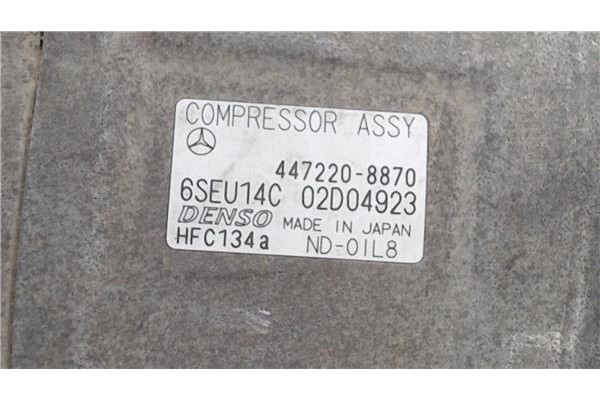 COMPRESSOR ASSY
447220-8870
6SEU14C 02D04923
DENSO MADE IN JAPAN
HFC134a ND-OIL8